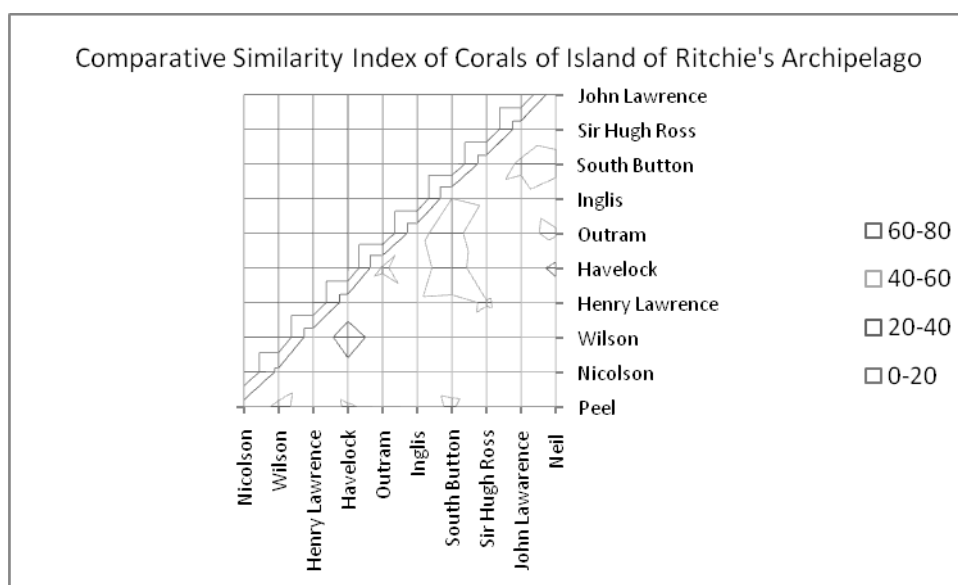 Comparative Similarity Index of Corals of Island of Ritchie's Archipelago
John Lawrence
Sir Hugh Ross
South Button
Inglis
Outram
Havelock
Henry Lawrence
Wilson
Nicolson
Peel
60-80
40-60
20-40
0-20
Nicolson
Wilson
Henry Lawrence
Havelock
Outram
Inglis
South Button
Sir Hugh Ross
John Lawarence
Neil